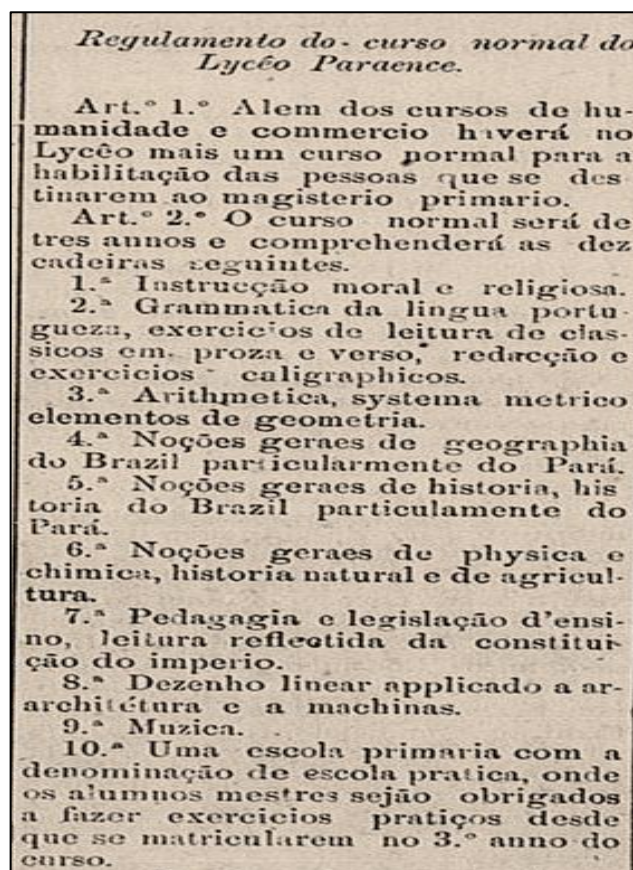 Regulamento do- curso normal do
Lycêo Paraence.
Art.º 1.º Alem dos cursos de hu-
manidade e commercio haverá no
Lycêo mais um curso normal para a
habilitação das pessoas que se des
tinarem ao magisterio primario.
Art.º 2.º O curso normal será de
tres annos e comprehenderá as dez
cadeiras seguintes.
1.ª Instrucção moral e religiosa.
2.ª Grammatica da lingua portu-
gueza, exercicios de leitura de clas-
sicos em. proza e verso, redacção e
exercicios caligraphicos.
3.ª Arithmetica, systema metrico
elementos de geometria.
4.ª Noções geraes de geographia
do Brazil particularmente do Pará.
5.ª Noções geraes de historia, his
toria do Brazil particulamente do
Pará.
6.ª Noções geraes de physica e
chimica, historia natural e de agricul-
tura.
7.ª Pedagagia e legislação d'ensi-
no, leitura reflectida da constitui-
ção do imperio.
8.ª Dezenho linear applicado a ar-
architétura e a machinas.
9.ª Muzica.
10.ª Uma escola primaria com a
denominação de escola pratica, onde
os alumnos mestres sejão obrigados
a fazer exercicios pratiços desde
que se matricularem no 3.º anno do
curso.